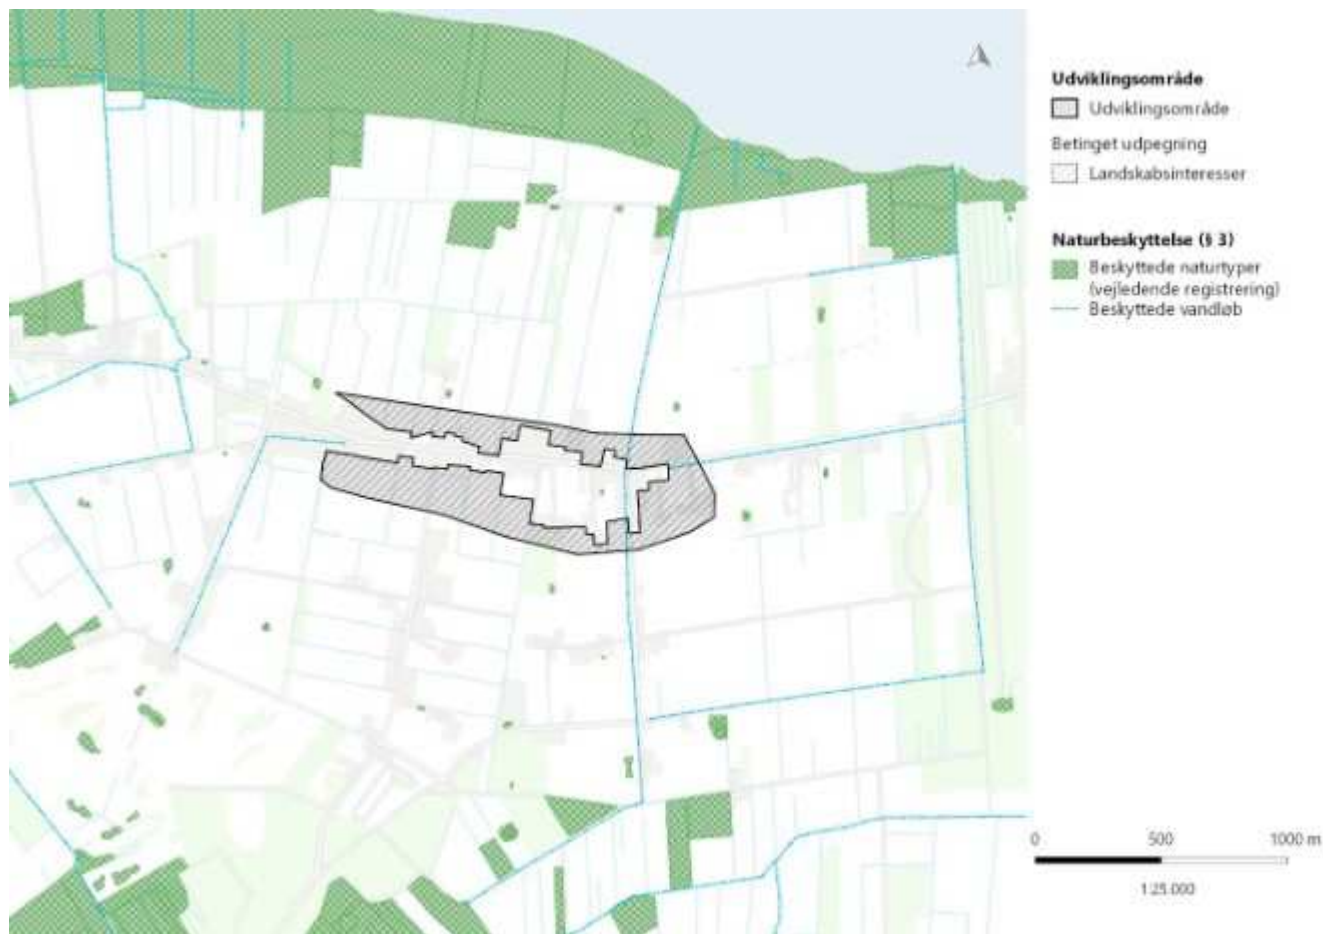 Udviklingsområde
Udviklingsområde
Betinget udpegning
Landskabsinteresser
Naturbeskyttelse (§ 3)
Beskyttede naturtyper
(vejledende registrering)
Beskyttede vandløb
0 500 1000 m
1:25.000